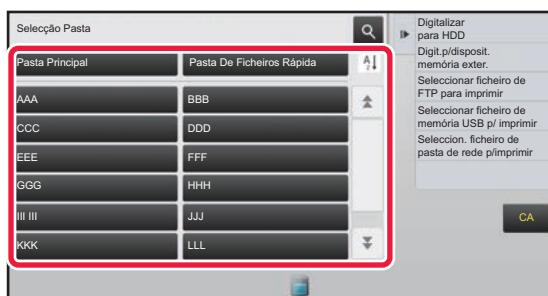 Selecção Pasta
Pasta Principal
Pasta De Ficheiros Rápida
AAA
BBB
CCC
DDD
EEE
FFF
GGG
HHH
III III
JJJ
KKK
LLL
Digitalizar
para HDD
Digit.p/disposit.
memória exter.
Seleccionar ficheiro de
FTP para imprimir
Seleccionar ficheiro de
memória USB p/ imprimir
Seleccion. ficheiro de
pasta de rede p/imprimir
CA